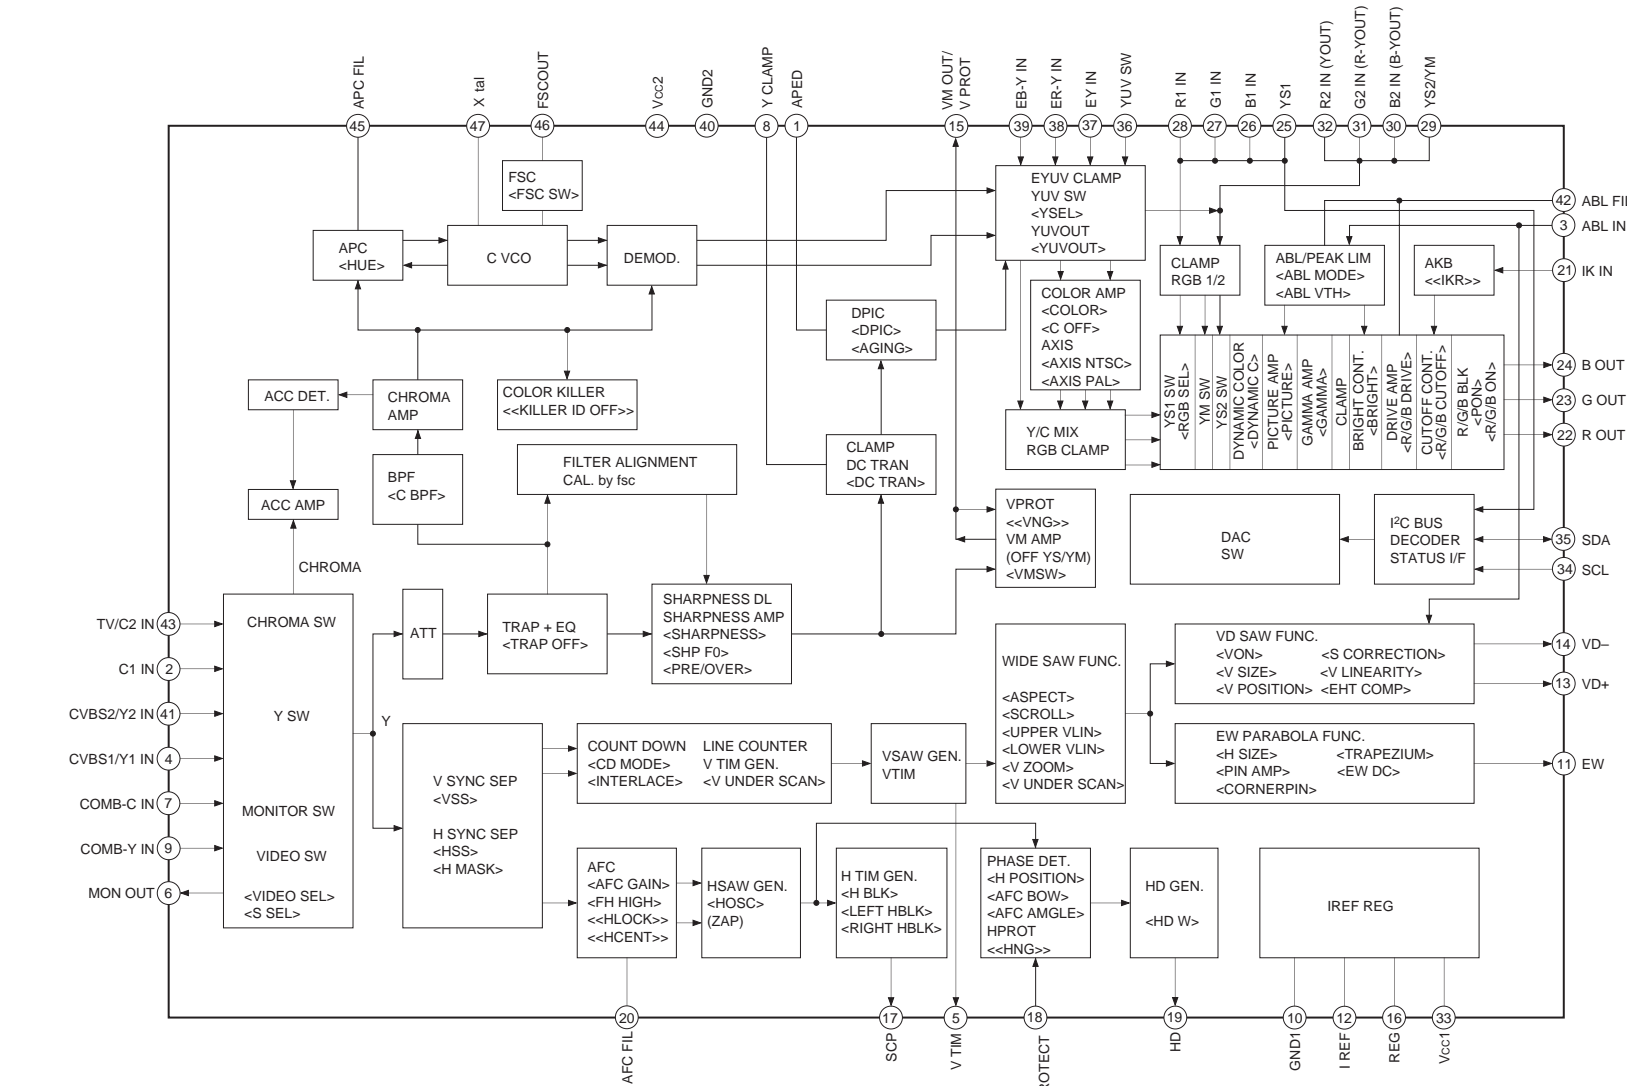 APC FIL
X tal
FSCOUT
Vcc2
GND2
Y CLAMP
APED
VM OUT/
V PROT
EB-Y IN
ER-Y IN
EY IN
YUV SW
R1 IN
G1 IN
B1 IN
YS1
R2 IN (YOUT)
G2 IN (R-YOUT)
B2 IN (B-YOUT)
YS2/YM
45
47
46
44
40
8
1
15
39
38
37
36
28
27
26
25
32
31
30
29
FSC
<FSC SW>
APC
<HUE>
C VCO
DEMOD.
EYUV CLAMP
YUV SW
<YSEL>
YUVOUT
<YUVOUT>
CLAMP
RGB 1/2
ABL/PEAK LIM
<ABL MODE>
<ABL VTH>
AKB
<<IKR>>
42 ABL FI
3 ABL IN
21 IK IN
DPIC
<DPIC>
<AGING>
COLOR AMP
<COLOR>
<C OFF>
AXIS
<AXIS NTSC>
<AXIS PAL>
YS1 SW
<RGB SEL>
YM SW
YS2 SW
DYNAMIC COLOR
<DYNAMIC C>
PICTURE AMP
<PICTURE>
GAMMA AMP
<GAMMA>
CLAMP
BRIGHT CONT.
<BRIGHT>
DRIVE AMP
<R/G/B DRIVE>
CUTOFF CONT.
<R/G/B CUTOFF>
R/G/B BLK
<PON>
<R/G/B ON>
24 B OUT
23 G OUT
22 R OUT
ACC DET.
CHROMA
AMP
COLOR KILLER
<<KILLER ID OFF>>
Y/C MIX
RGB CLAMP
BPF
<C BPF>
FILTER ALIGNMENT
CAL. by fsc
CLAMP
DC TRAN
<DC TRAN>
ACC AMP
VPROT
<<VNG>>
VM AMP
(OFF YS/YM)
<VMSW>
DAC
SW
I2C BUS
DECODER
STATUS I/F
35 SDA
34 SCL
CHROMA
TV/C2 IN 43
C1 IN 2
CVBS2/Y2 IN 41
CVBS1/Y1 IN 4
COMB-C IN 7
COMB-Y IN 9
MON OUT 6
CHROMA SW
Y SW
MONITOR SW
VIDEO SW
<VIDEO SEL>
<S SEL>
Y
ATT
TRAP + EQ
<TRAP OFF>
SHARPNESS DL
SHARPNESS AMP
<SHARPNESS>
<SHP F0>
<PRE/OVER>
WIDE SAW FUNC.
<ASPECT>
<SCROLL>
<UPPER VLIN>
<LOWER VLIN>
<V ZOOM>
<V UNDER SCAN>
VD SAW FUNC.
<VON> <S CORRECTION>
<V SIZE> <V LINEARITY>
<V POSITION> <EHT COMP>
14 VD–
13 VD+
EW PARABOLA FUNC.
<H SIZE> <TRAPEZIUM>
<PIN AMP> <EW DC>
<CORNERPIN>
11 EW
V SYNC SEP
<VSS>
H SYNC SEP
<HSS>
<H MASK>
COUNT DOWN LINE COUNTER
<CD MODE> V TIM GEN.
<INTERLACE> <V UNDER SCAN>
VSAW GEN.
VTIM
AFC
<AFC GAIN>
<FH HIGH>
<<HLOCK>>
<<HCENT>>
HSAW GEN.
<HOSC>
(ZAP)
H TIM GEN.
<H BLK>
<LEFT HBLK>
<RIGHT HBLK>
PHASE DET.
<H POSITION>
<AFC BOW>
<AFC AMGLE>
HPROT
<<HNG>>
HD GEN.
<HD W>
IREF REG
20
17
5
18
19
10
12
16
33
AFC FIL
SCP
V TIM
ROTECT
HD
GND1
I REF
REG
Vcc1